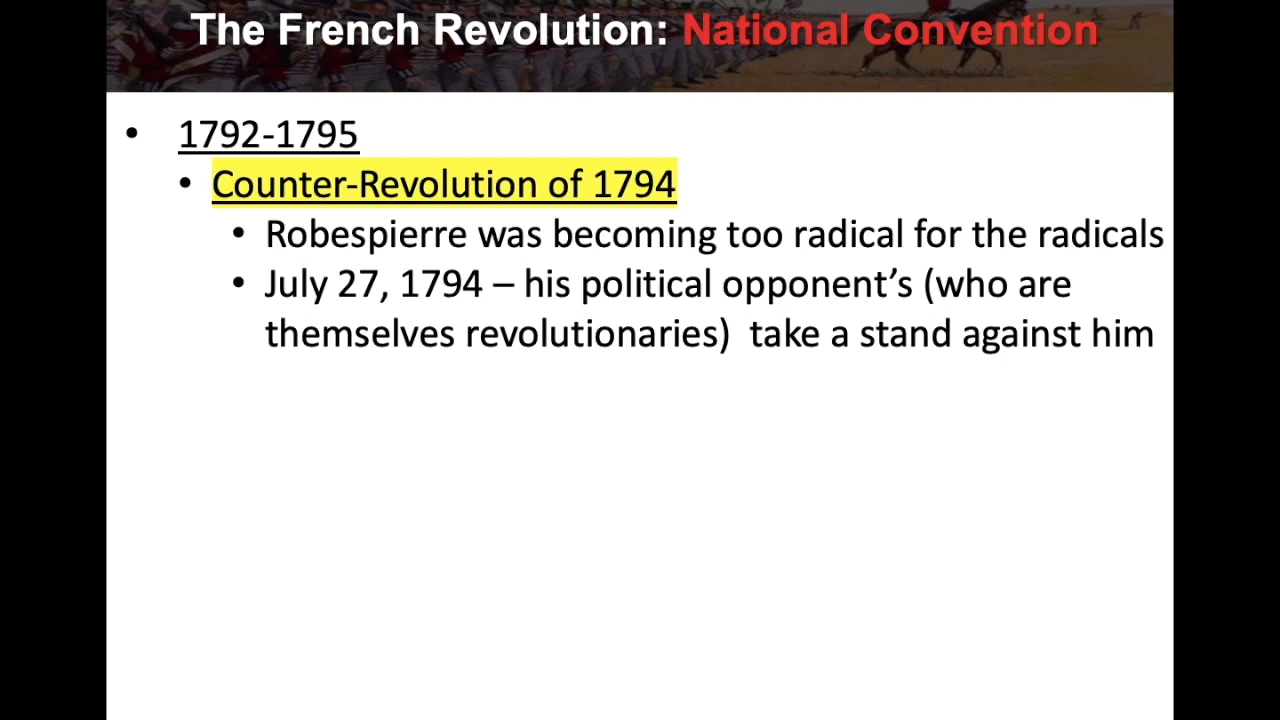 The French Revolution: National Convention
• 1792-1795
• Counter-Revolution of 1794
• Robespierre was becoming too radical for the radicals
• July 27, 1794 – his political opponent’s (who are
themselves revolutionaries)  take a stand against him